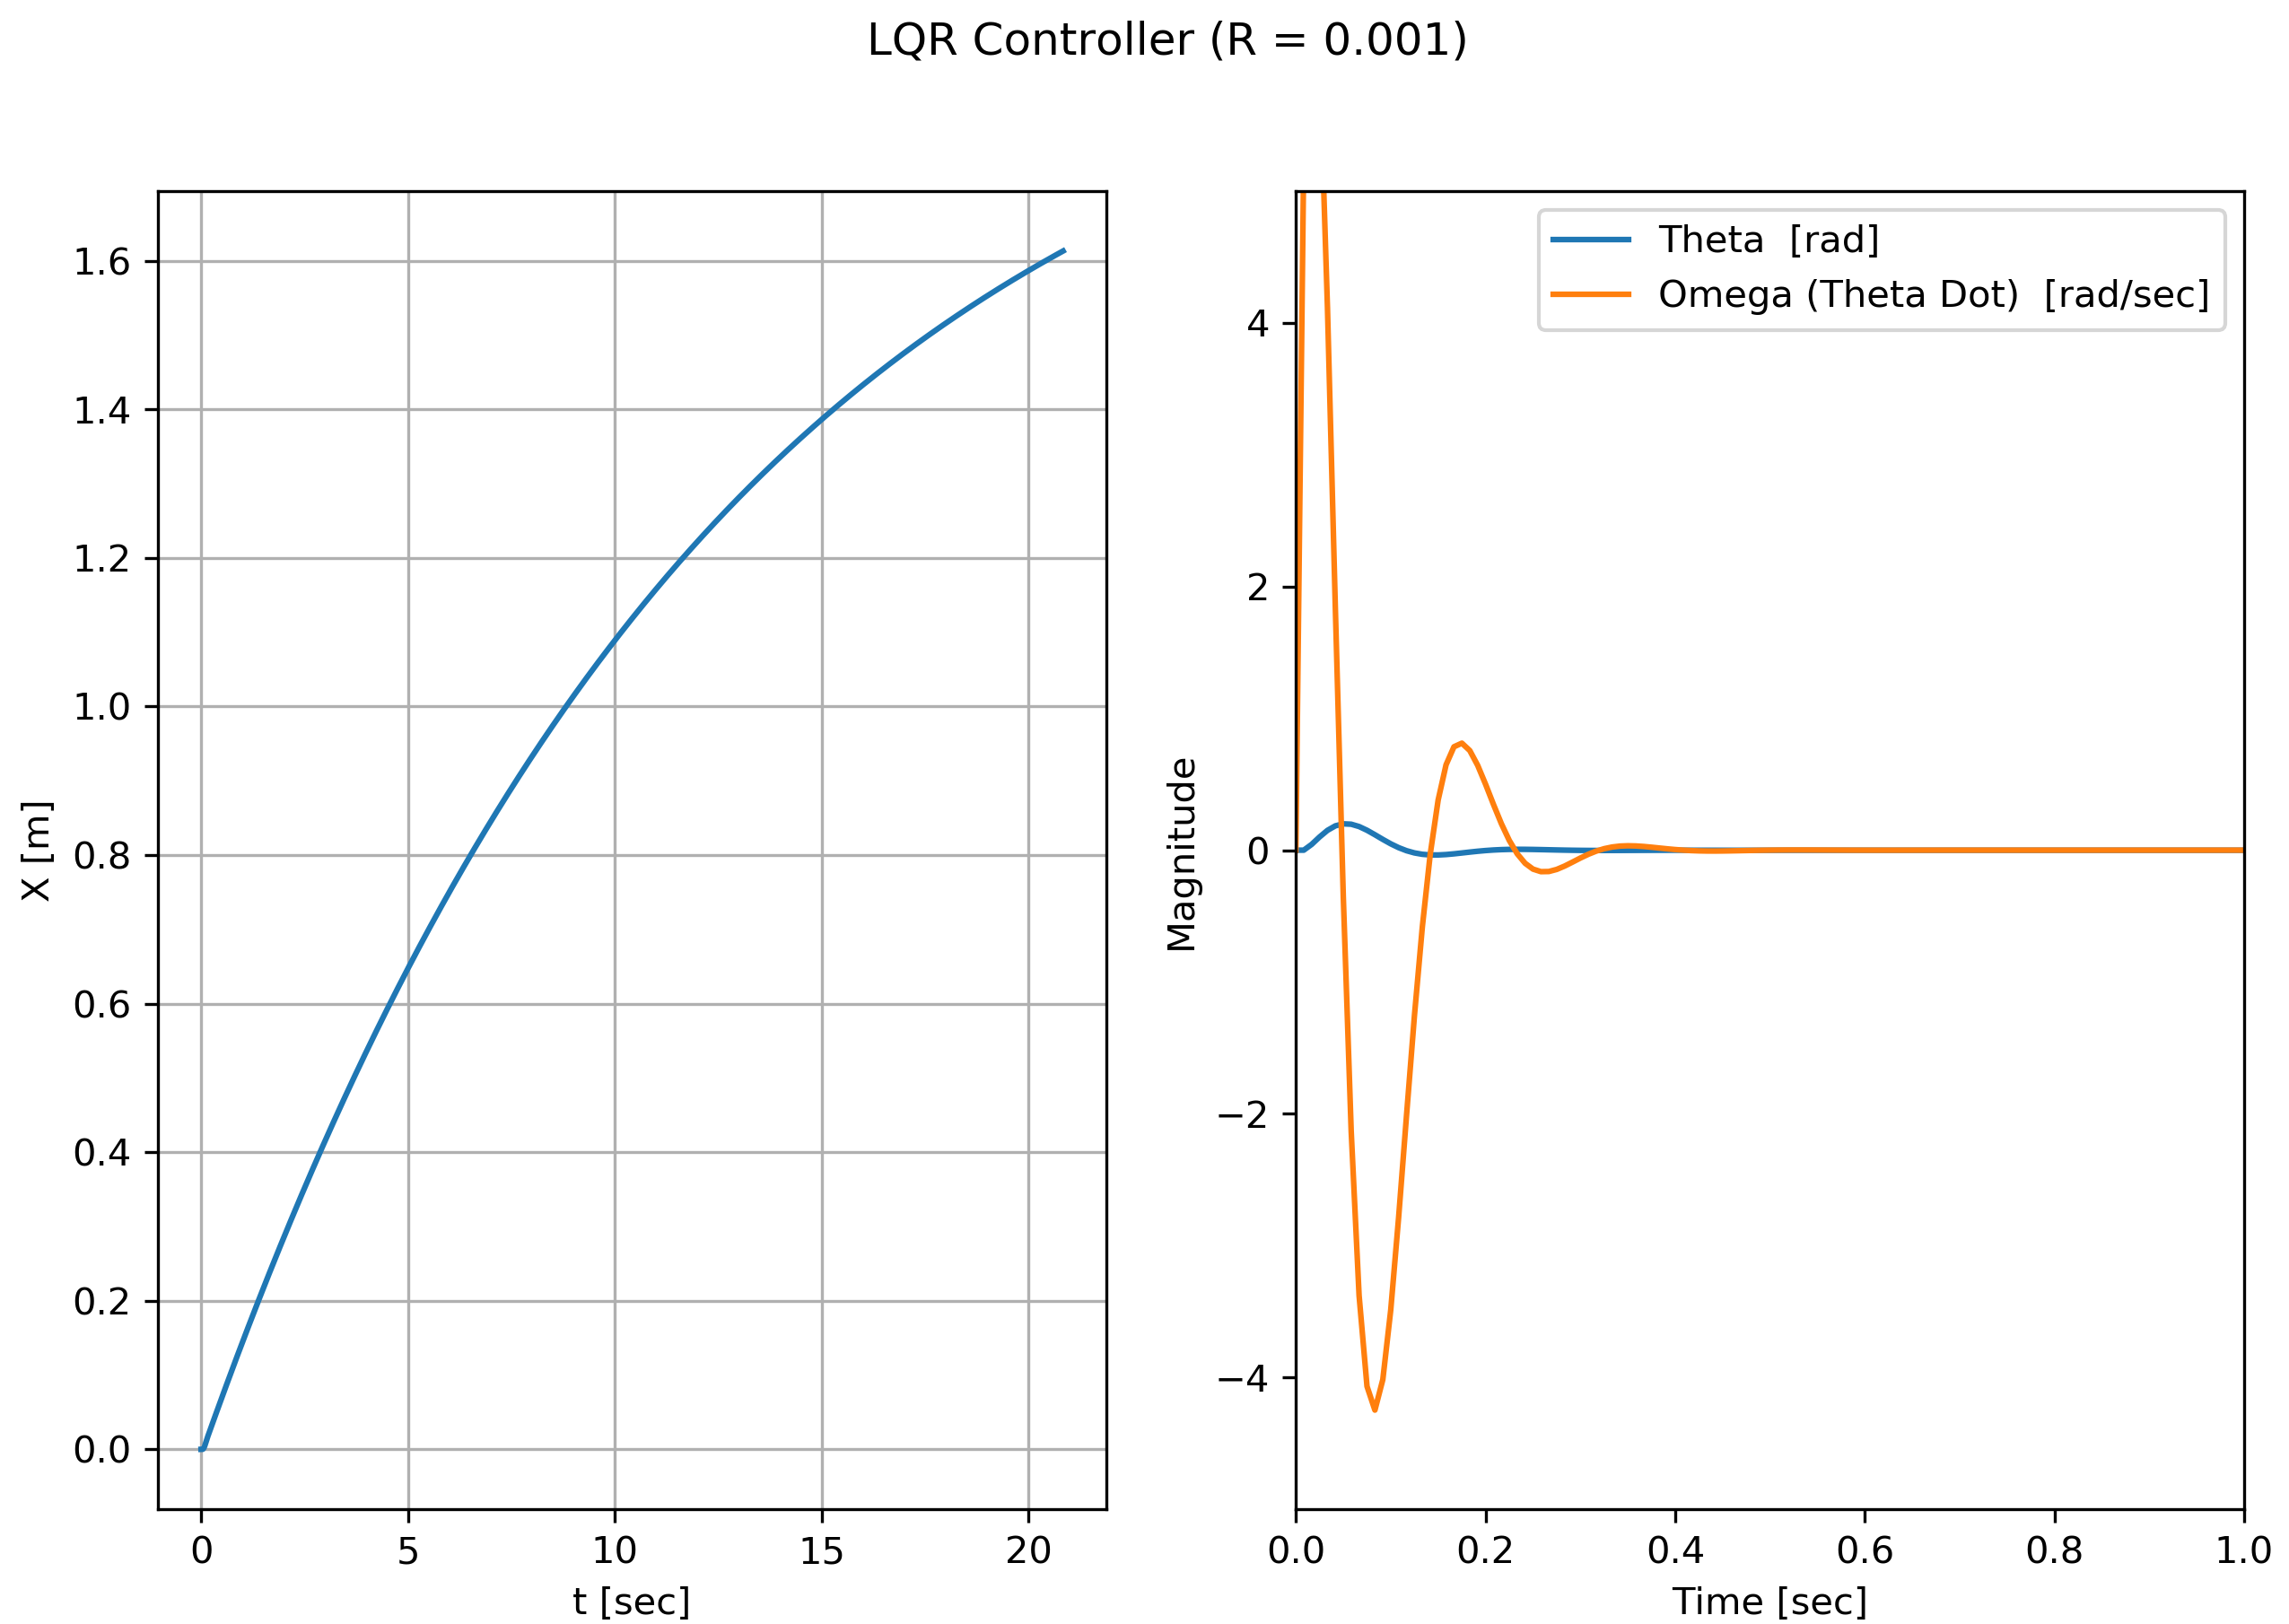 LQR Controller (R = 0.001)
X [m]
1.6
1.4
1.2
1.0
0.8
0.6
0.4
0.2
0.0
0 5 10 15 20
t [sec]
Magnitude
4
2
0
−2
−4
Theta [rad]
Omega (Theta Dot) [rad/sec]
0.0 0.2 0.4 0.6 0.8 1.0
Time [sec]